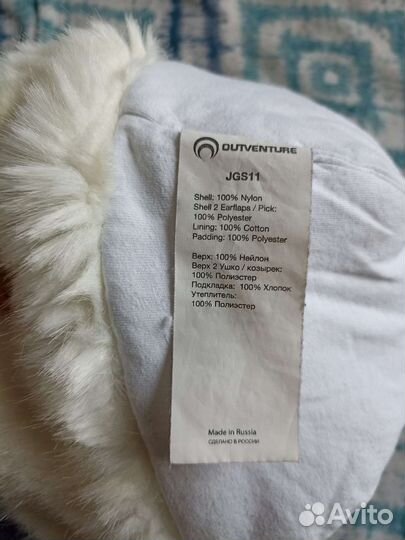 OUTVENTURE
JGS11
Shell: 100% Nylon
Shell 2 Earflaps / Pick:
100% Polyester
Lining: 100% Cotton
Padding: 100% Polyester
Верх: 100% Нейлон
Верх 2 Ушко / козырек:
100% Полиэстер
Подкладка: 100% Хлопок
Утеплитель:
100% Полиэстер
Made in Russia
СДЕЛАНО В РОССИИ
Avito